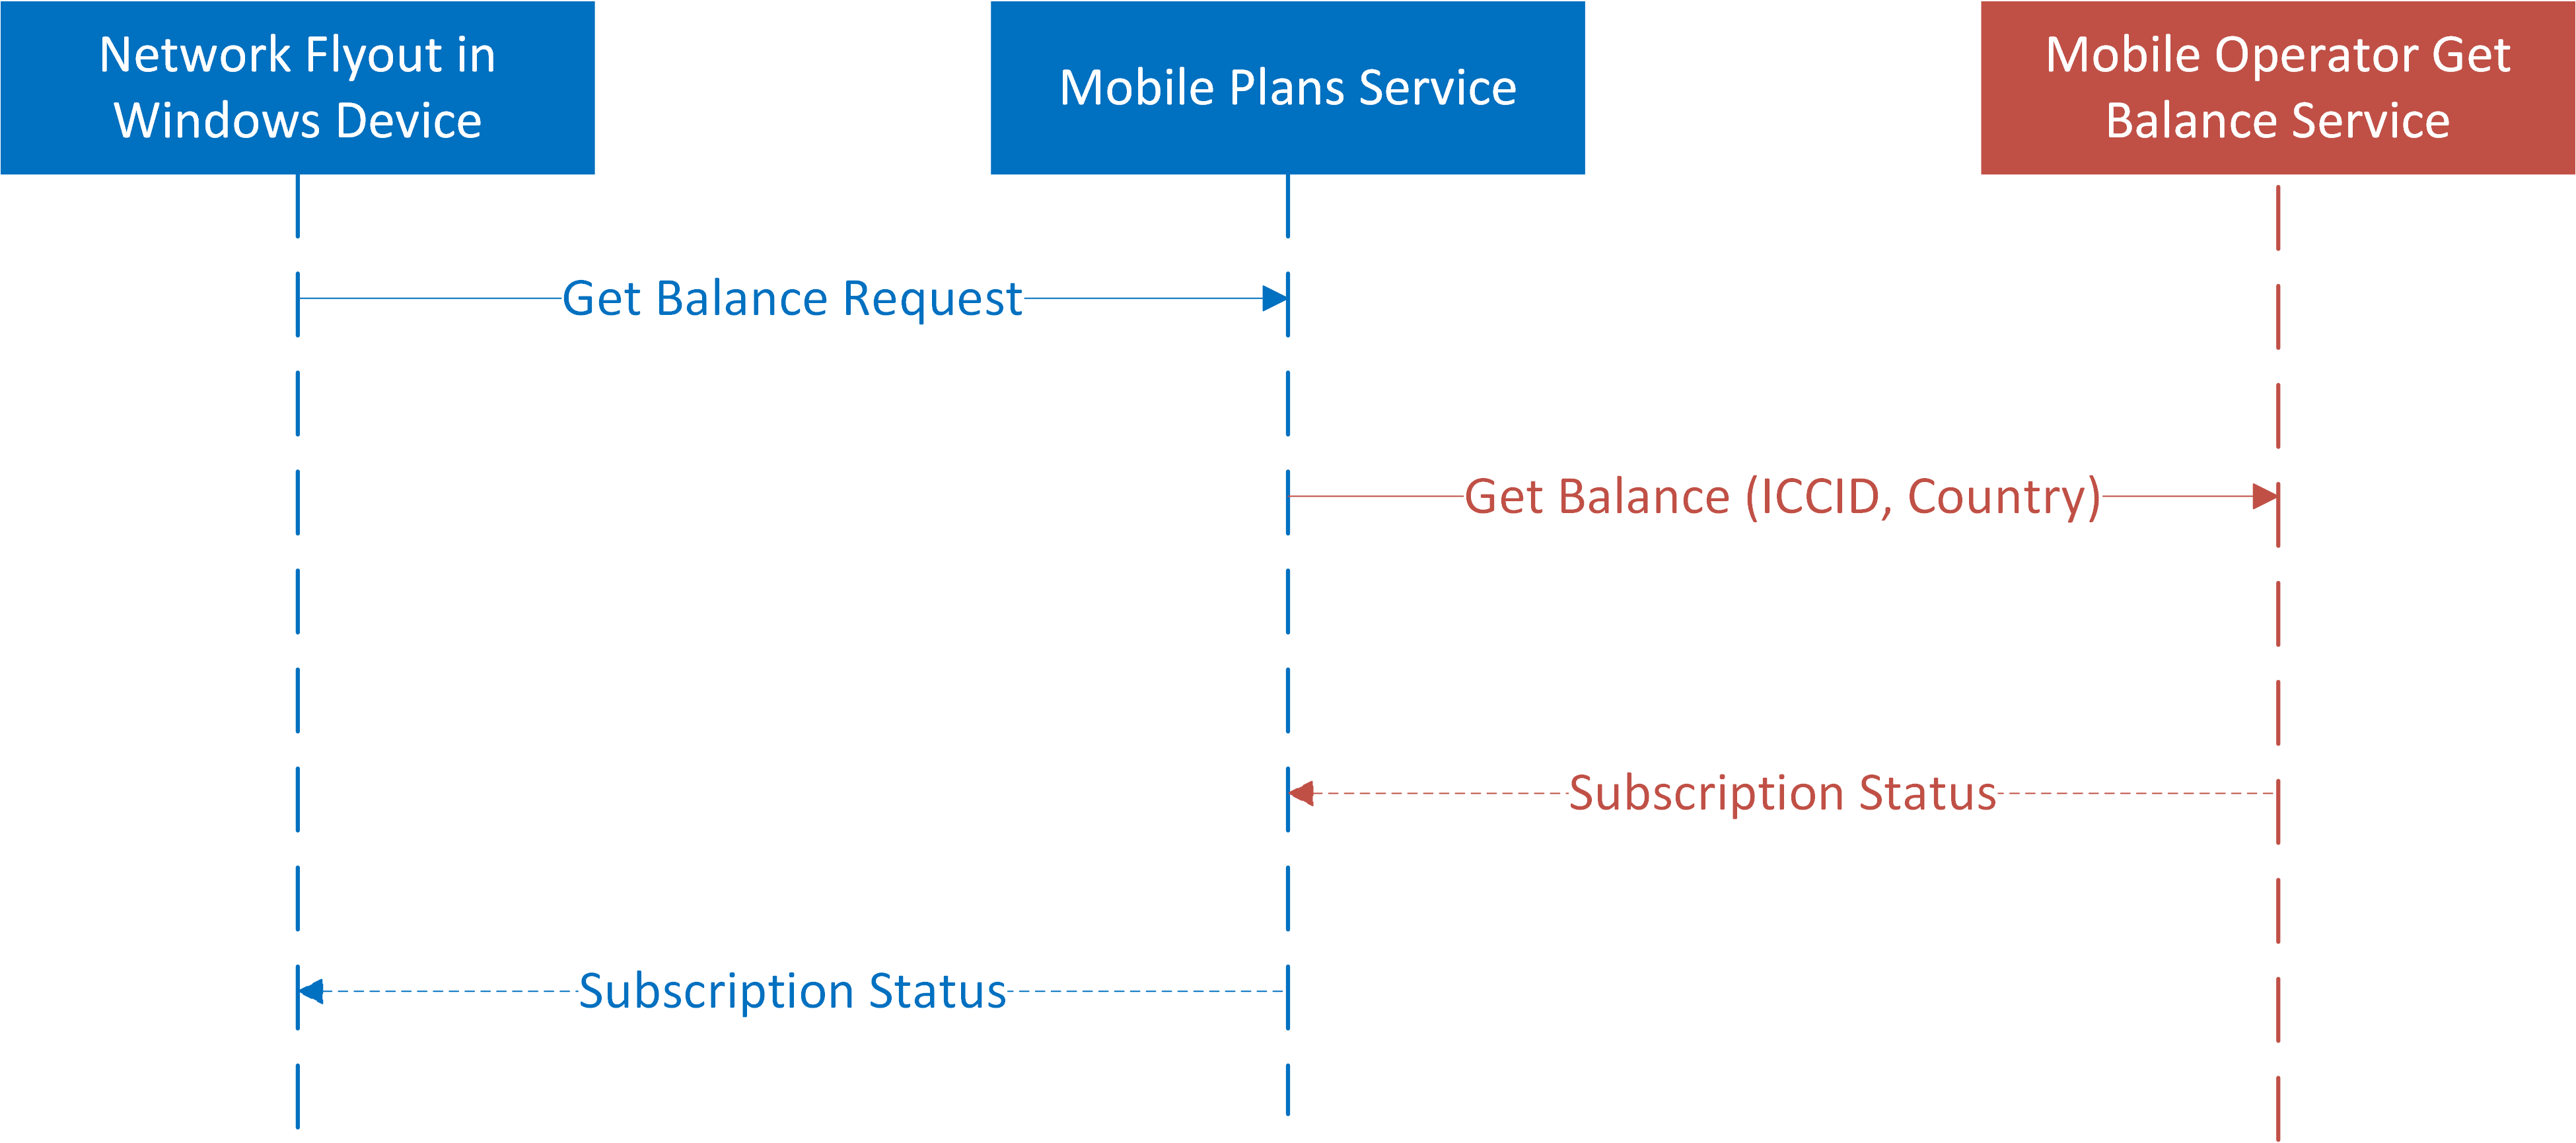 Network Flyout in
Windows Device
Mobile Plans Service
Mobile Operator Get
Balance Service
Get Balance Request
Get Balance (ICCID, Country)
Subscription Status
Subscription Status